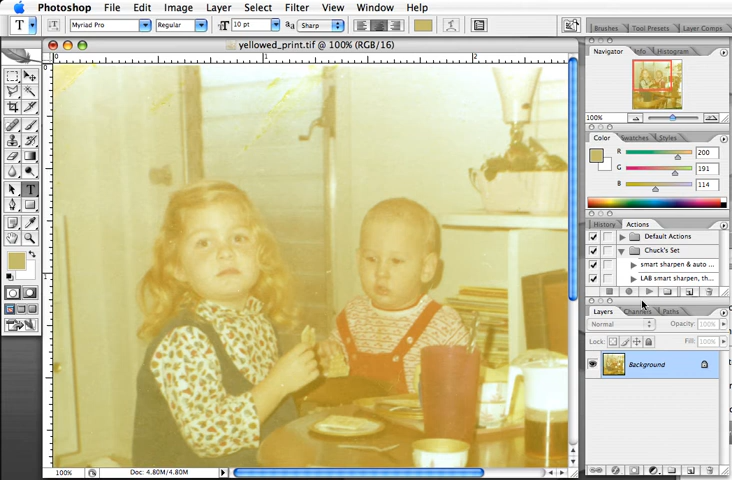 Photoshop File Edit Image Layer Select Filter View Window Help
T Myriad Pro Regular T 10 pt aa Sharp Brushes Tool Presets Layer Comps
yellowed_print.tif @ 100% (RGB/16)
0 1 2
Navigator Info Histogram
100%
Color Swatches Styles
R 200
G 191
B 114
History Actions
Default Actions
Chuck's Set
smart sharpen & auto ...
LAB smart sharpen, th...
Layers Channels Paths
Normal Opacity: 100%
Lock: Fill: 100%
Background
100% Doc: 4.80M/4.80M